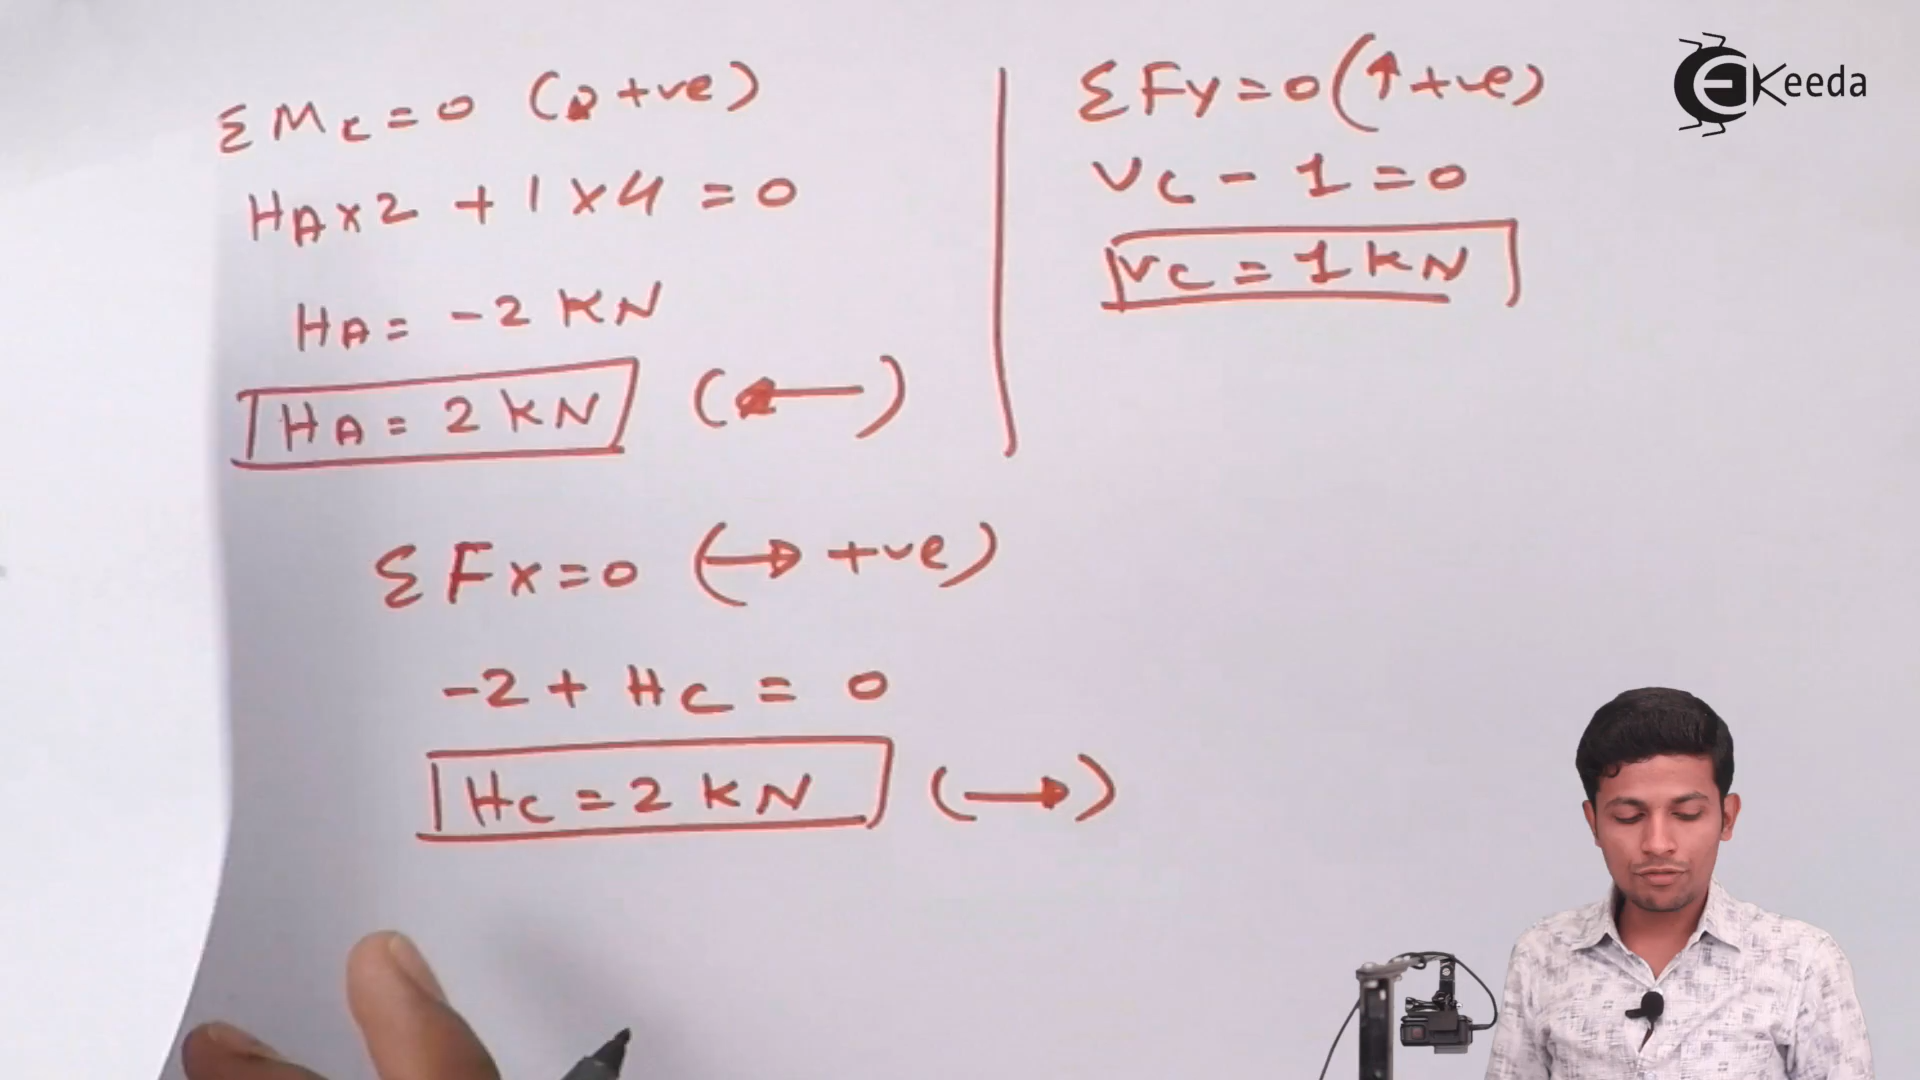 ΣMc=0 (↻ +ve)
HA×2 + 1×4 = 0
HA= -2 KN
HA= 2 KN (←)
ΣFx=0 (→ +ve)
-2 + Hc = 0
Hc = 2 KN (→)
ΣFy=0 (↑+ve)
Vc - 1 = 0
Vc = 1 KN
EKeeda